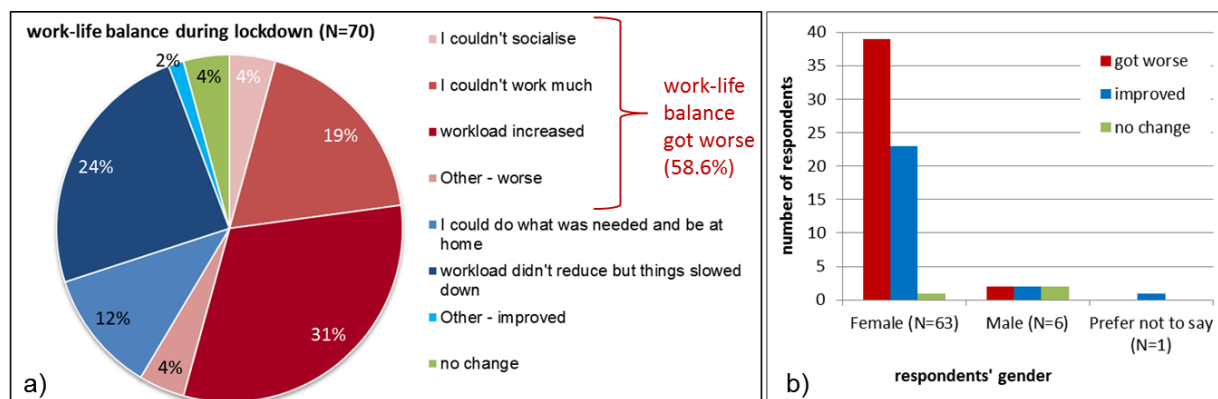 work-life balance during lockdown (N=70)
2%
4%
4%
19%
24%
12%
4%
31%
I couldn't socialise
I couldn't work much
workload increased
Other - worse
I could do what was needed and be at
home
workload didn't reduce but things slowed
down
Other - improved
no change
work-life
balance
got worse
(58.6%)
a)
number of respondents
40
35
30
25
20
15
10
5
0
got worse
improved
no change
Female (N=63)
Male (N=6)
Prefer not to say
(N=1)
respondents' gender
b)